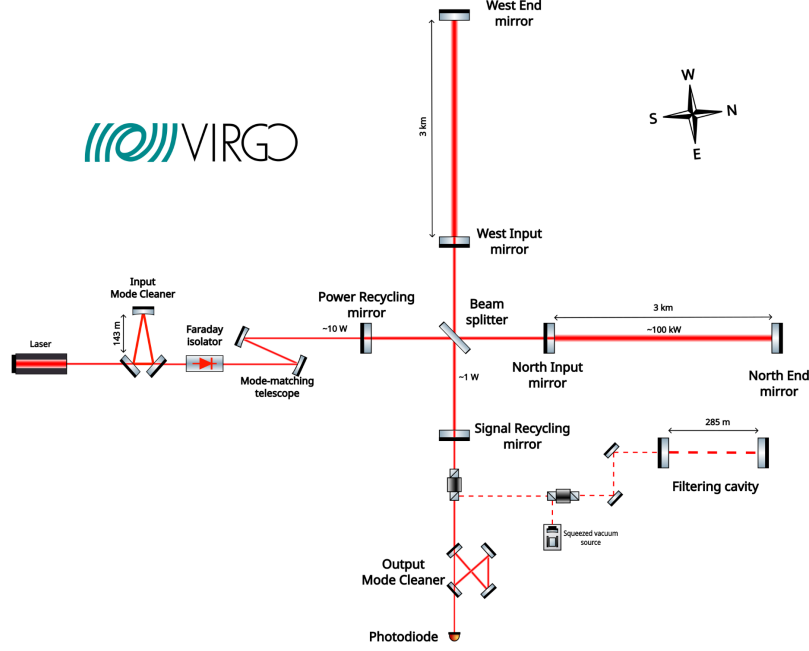 West End
mirror
W
N
S
E
3 km
VIRGO
West Input
mirror
Input
Mode Cleaner
143 m
Laser
Faraday
isolator
Power Recycling
mirror
~10 W
Mode-matching
telescope
Beam
splitter
3 km
~100 kW
North Input
mirror
North End
mirror
~1 W
Signal Recycling
mirror
285 m
Filtering cavity
Squeezed vacuum
source
Output
Mode Cleaner
Photodiode